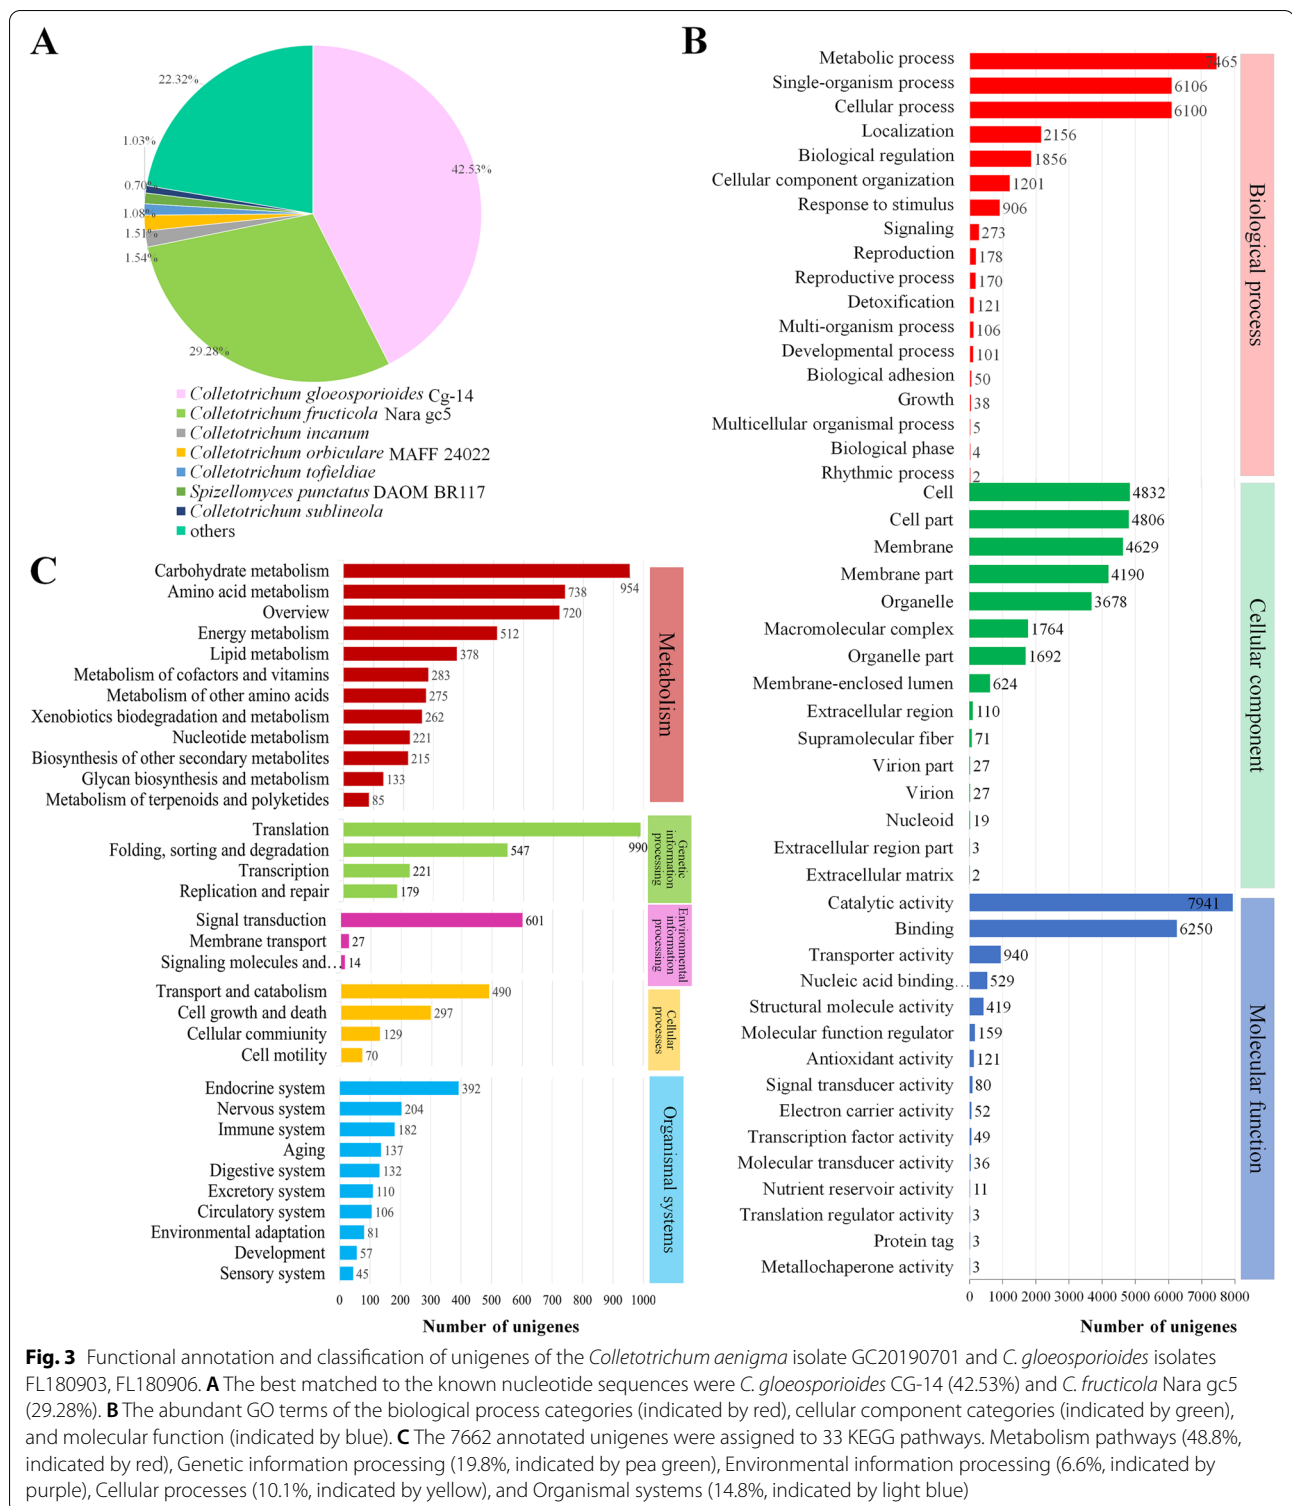 A
22.32%
1.03%
0.70%
1.08%
1.51%
1.54%
29.28%
42.53%
Colletotrichum gloeosporioides Cg-14
Colletotrichum fructicola Nara gc5
Colletotrichum incanum
Colletotrichum orbiculare MAFF 24022
Colletotrichum tofieldiae
Spizellomyces punctatus DAOM BR117
Colletotrichum sublineola
others
B
Metabolic process 7465
Single-organism process 6106
Cellular process 6100
Localization 2156
Biological regulation 1856
Cellular component organization 1201
Response to stimulus 906
Signaling 273
Reproduction 178
Reproductive process 170
Detoxification 121
Multi-organism process 106
Developmental process 101
Biological adhesion 50
Growth 38
Multicellular organismal process 5
Biological phase 4
Rhythmic process 2
Biological process
Cell 4832
Cell part 4806
Membrane 4629
Membrane part 4190
Organelle 3678
Macromolecular complex 1764
Organelle part 1692
Membrane-enclosed lumen 624
Extracellular region 110
Supramolecular fiber 71
Virion part 27
Virion 27
Nucleoid 19
Extracellular region part 3
Extracellular matrix 2
Cellular component
Catalytic activity 7941
Binding 6250
Transporter activity 940
Nucleic acid binding... 529
Structural molecule activity 419
Molecular function regulator 159
Antioxidant activity 121
Signal transducer activity 80
Electron carrier activity 52
Transcription factor activity 49
Molecular transducer activity 36
Nutrient reservoir activity 11
Translation regulator activity 3
Protein tag 3
Metallochaperone activity 3
Molecular function
0 1000 2000 3000 4000 5000 6000 7000 8000
Number of unigenes
C
Carbohydrate metabolism 954
Amino acid metabolism 738
Overview 720
Energy metabolism 512
Lipid metabolism 378
Metabolism of cofactors and vitamins 283
Metabolism of other amino acids 275
Xenobiotics biodegradation and metabolism 262
Nucleotide metabolism 221
Biosynthesis of other secondary metabolites 215
Glycan biosynthesis and metabolism 133
Metabolism of terpenoids and polyketides 85
Metabolism
Translation 990
Folding, sorting and degradation 547
Transcription 221
Replication and repair 179
Genetic
information
processing
Signal transduction 601
Membrane transport 27
Signaling molecules and... 14
Environmental
information
processing
Transport and catabolism 490
Cell growth and death 297
Cellular commiunity 129
Cell motility 70
Cellular
processes
Endocrine system 392
Nervous system 204
Immune system 182
Aging 137
Digestive system 132
Excretory system 110
Circulatory system 106
Environmental adaptation 81
Development 57
Sensory system 45
Organismal systems
0 100 200 300 400 500 600 700 800 900 1000
Number of unigenes
Fig. 3 Functional annotation and classification of unigenes of the Colletotrichum aenigma isolate GC20190701 and C. gloeosporioides isolates
FL180903, FL180906. A The best matched to the known nucleotide sequences were C. gloeosporioides CG-14 (42.53%) and C. fructicola Nara gc5
(29.28%). B The abundant GO terms of the biological process categories (indicated by red), cellular component categories (indicated by green),
and molecular function (indicated by blue). C The 7662 annotated unigenes were assigned to 33 KEGG pathways. Metabolism pathways (48.8%,
indicated by red), Genetic information processing (19.8%, indicated by pea green), Environmental information processing (6.6%, indicated by
purple), Cellular processes (10.1%, indicated by yellow), and Organismal systems (14.8%, indicated by light blue)